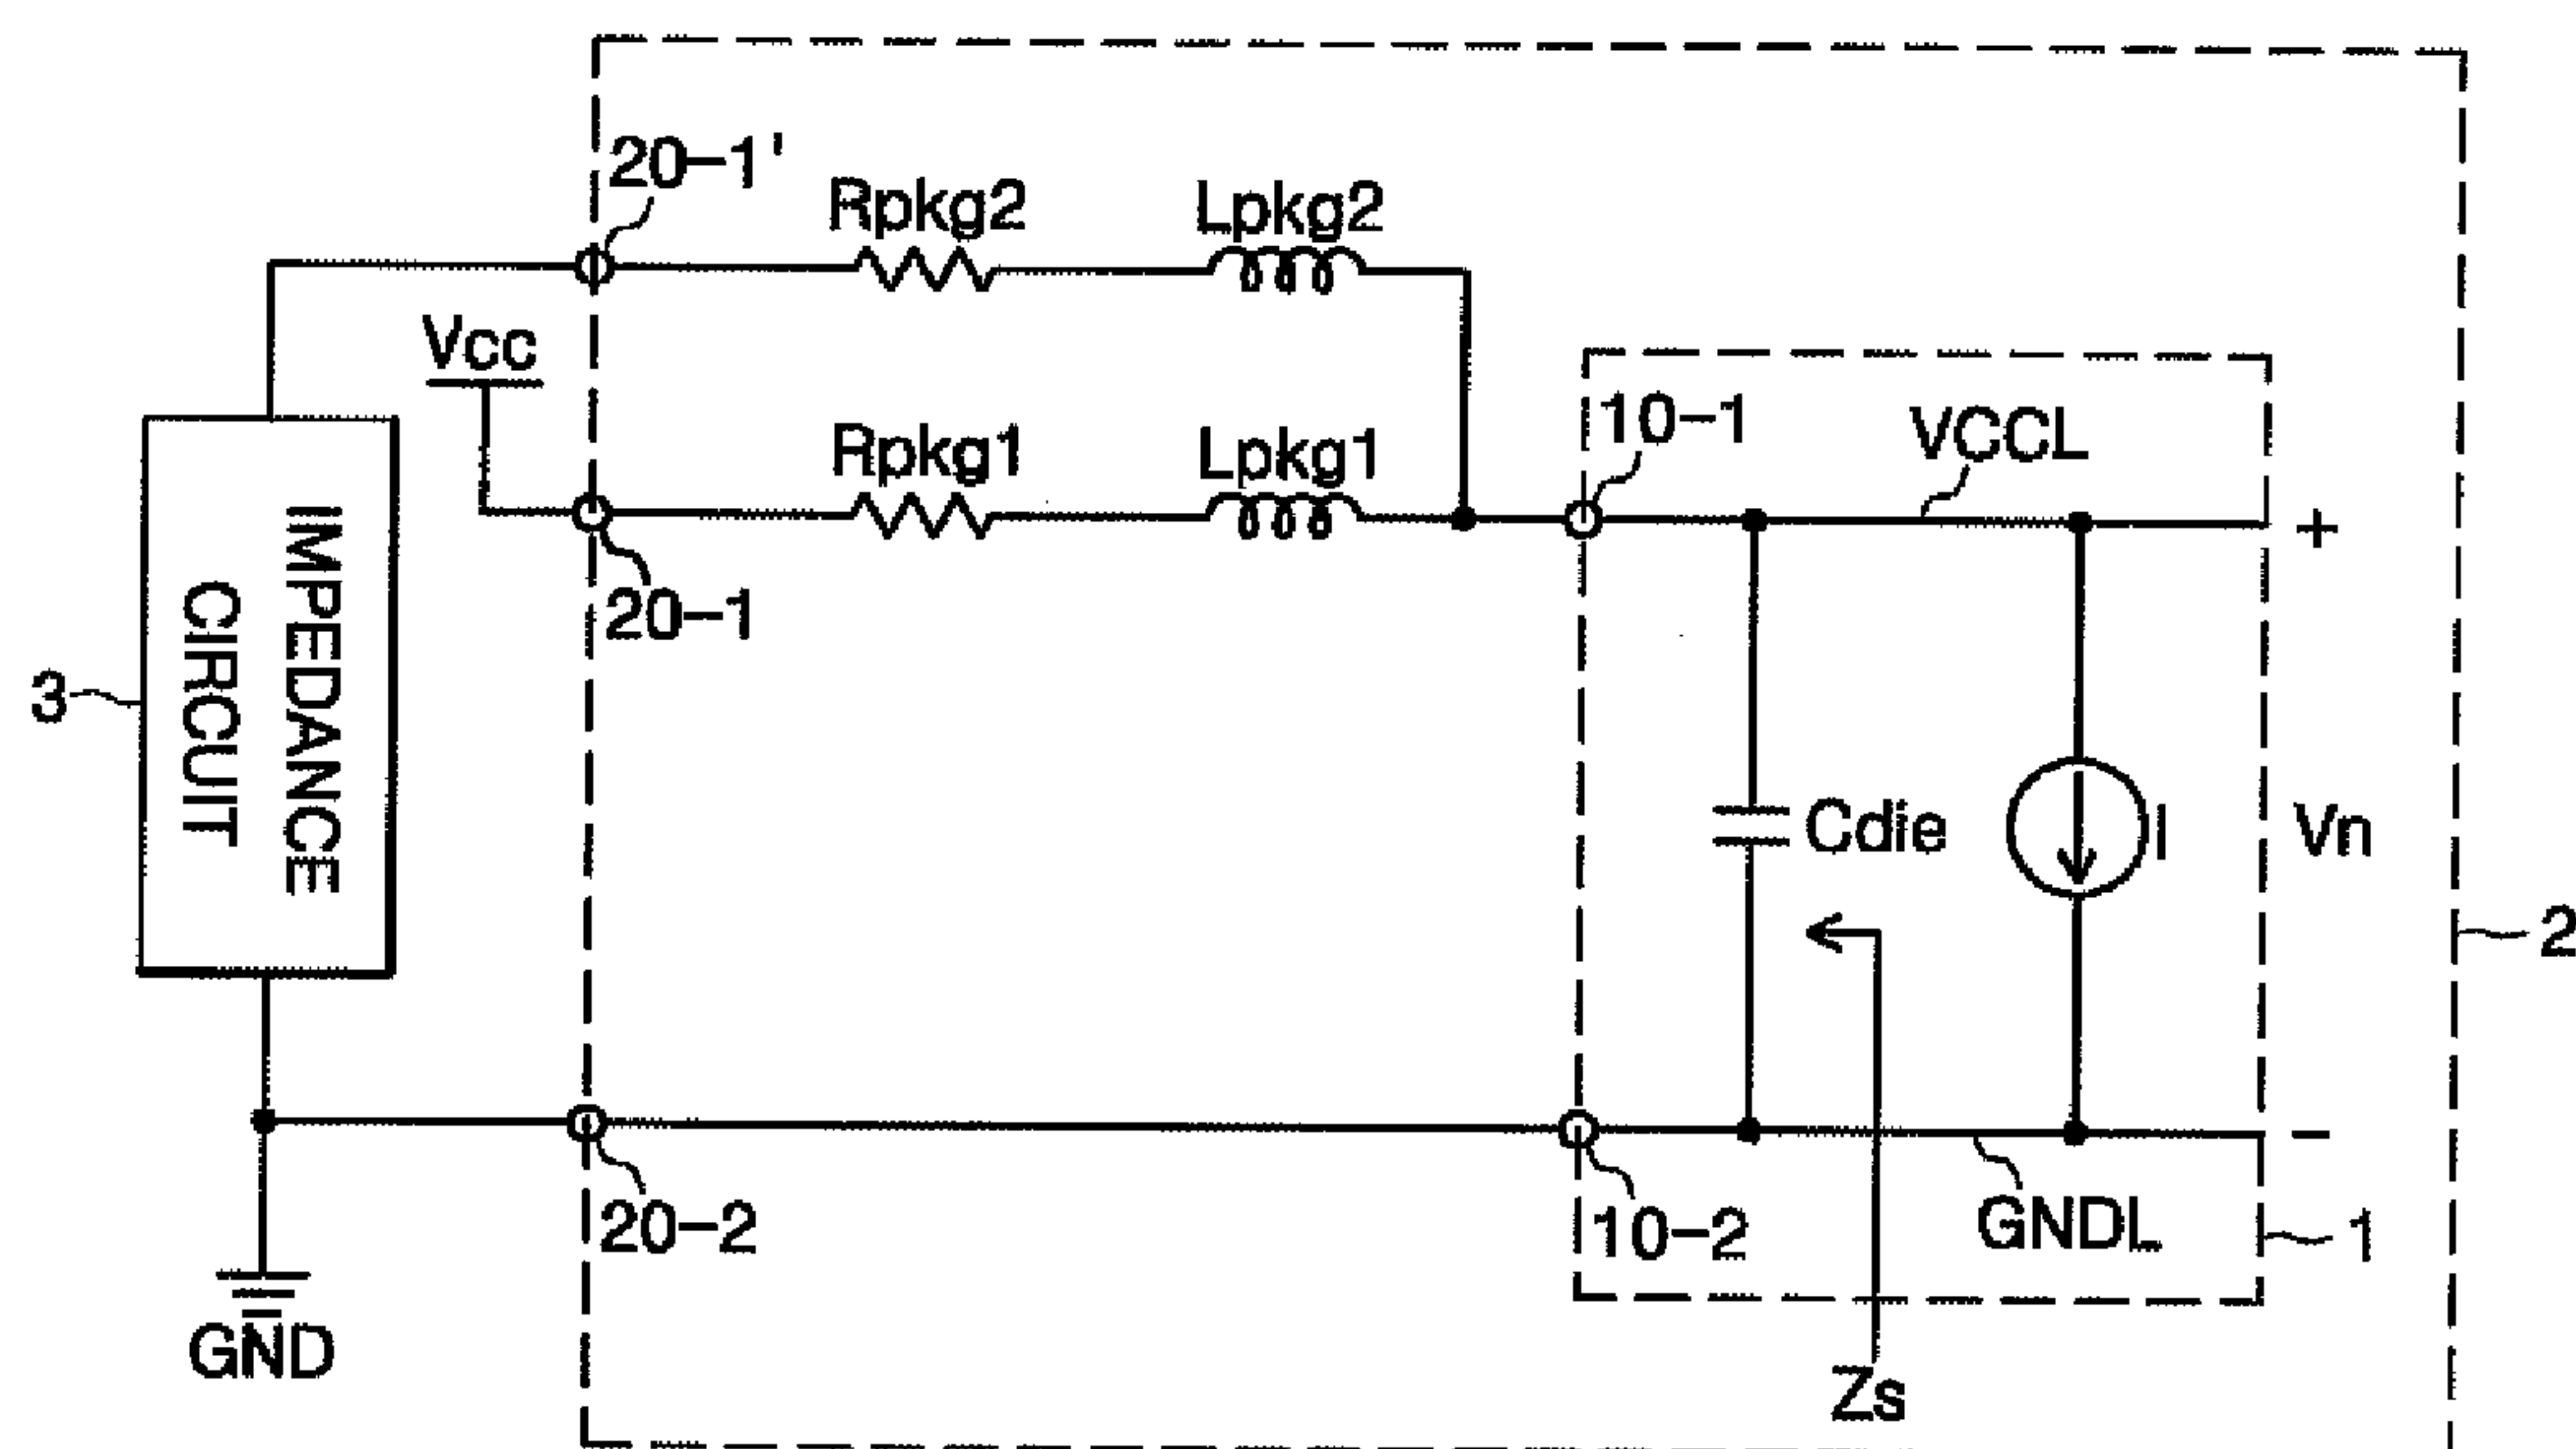 20-1'
Rpkg2
Lpkg2
Vcc
Rpkg1
Lpkg1
10-1
VCCL
+
20-1
IMPEDANCE
CIRCUIT
3
Cdie
I
Vn
2
20-2
10-2
GNDL
-
1
GND
Zs